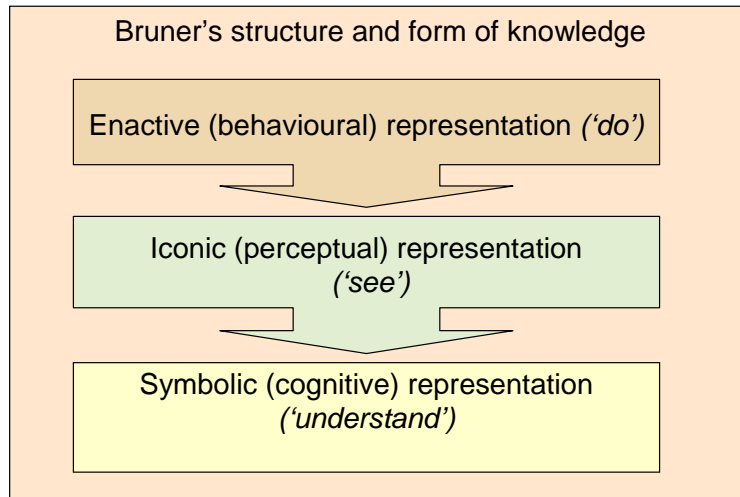 Bruner's structure and form of knowledge
Enactive (behavioural) representation (‘do’)
Iconic (perceptual) representation
(‘see’)
Symbolic (cognitive) representation
(‘understand’)